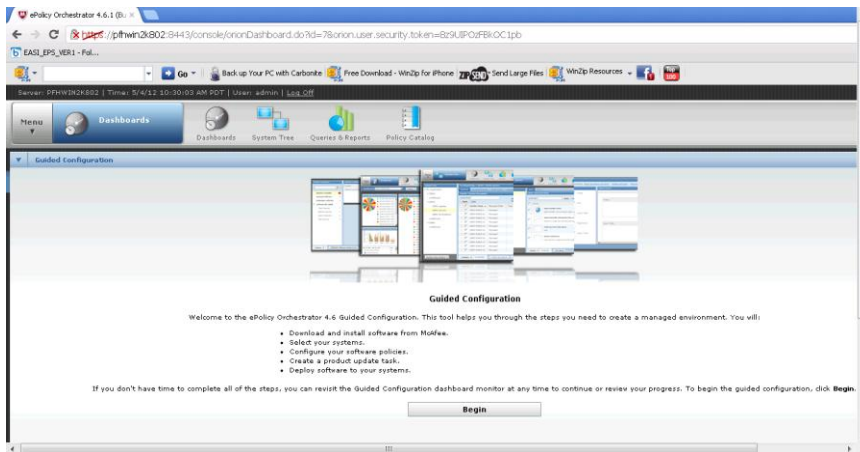 ePolicy Orchestrator 4.6.1 (Bu
https://pfhwin2k802:8443/console/orionDashboard.do?id=7&orion.user.security.token=8z9UIPOzFBkOC1pb
EASI_EPS_VER1 - Fol...
Go Back up Your PC with Carbonite Free Download - WinZip for iPhone ZIP SEND Send Large Files WinZip Resources
Server: PFHWIN2K802 | Time: 5/4/12 10:30:03 AM PDT | User: admin | Log Off
Menu Dashboards Dashboards System Tree Queries & Reports Policy Catalog
Guided Configuration
Guided Configuration
Welcome to the ePolicy Orchestrator 4.6 Guided Configuration. This tool helps you through the steps you need to create a managed environment. You will:
• Download and install software from McAfee.
• Select your systems.
• Configure your software policies.
• Create a product update task.
• Deploy software to your systems.
If you don't have time to complete all of the steps, you can revisit the Guided Configuration dashboard monitor at any time to continue or review your progress. To begin the guided configuration, click Begin.
Begin